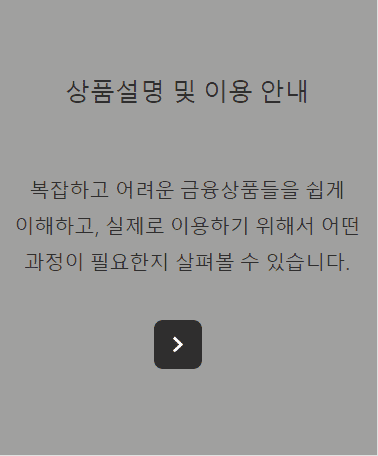 상품설명 및 이용 안내
복잡하고 어려운 금융상품들을 쉽게
이해하고, 실제로 이용하기 위해서 어떤
과정이 필요한지 살펴볼 수 있습니다.